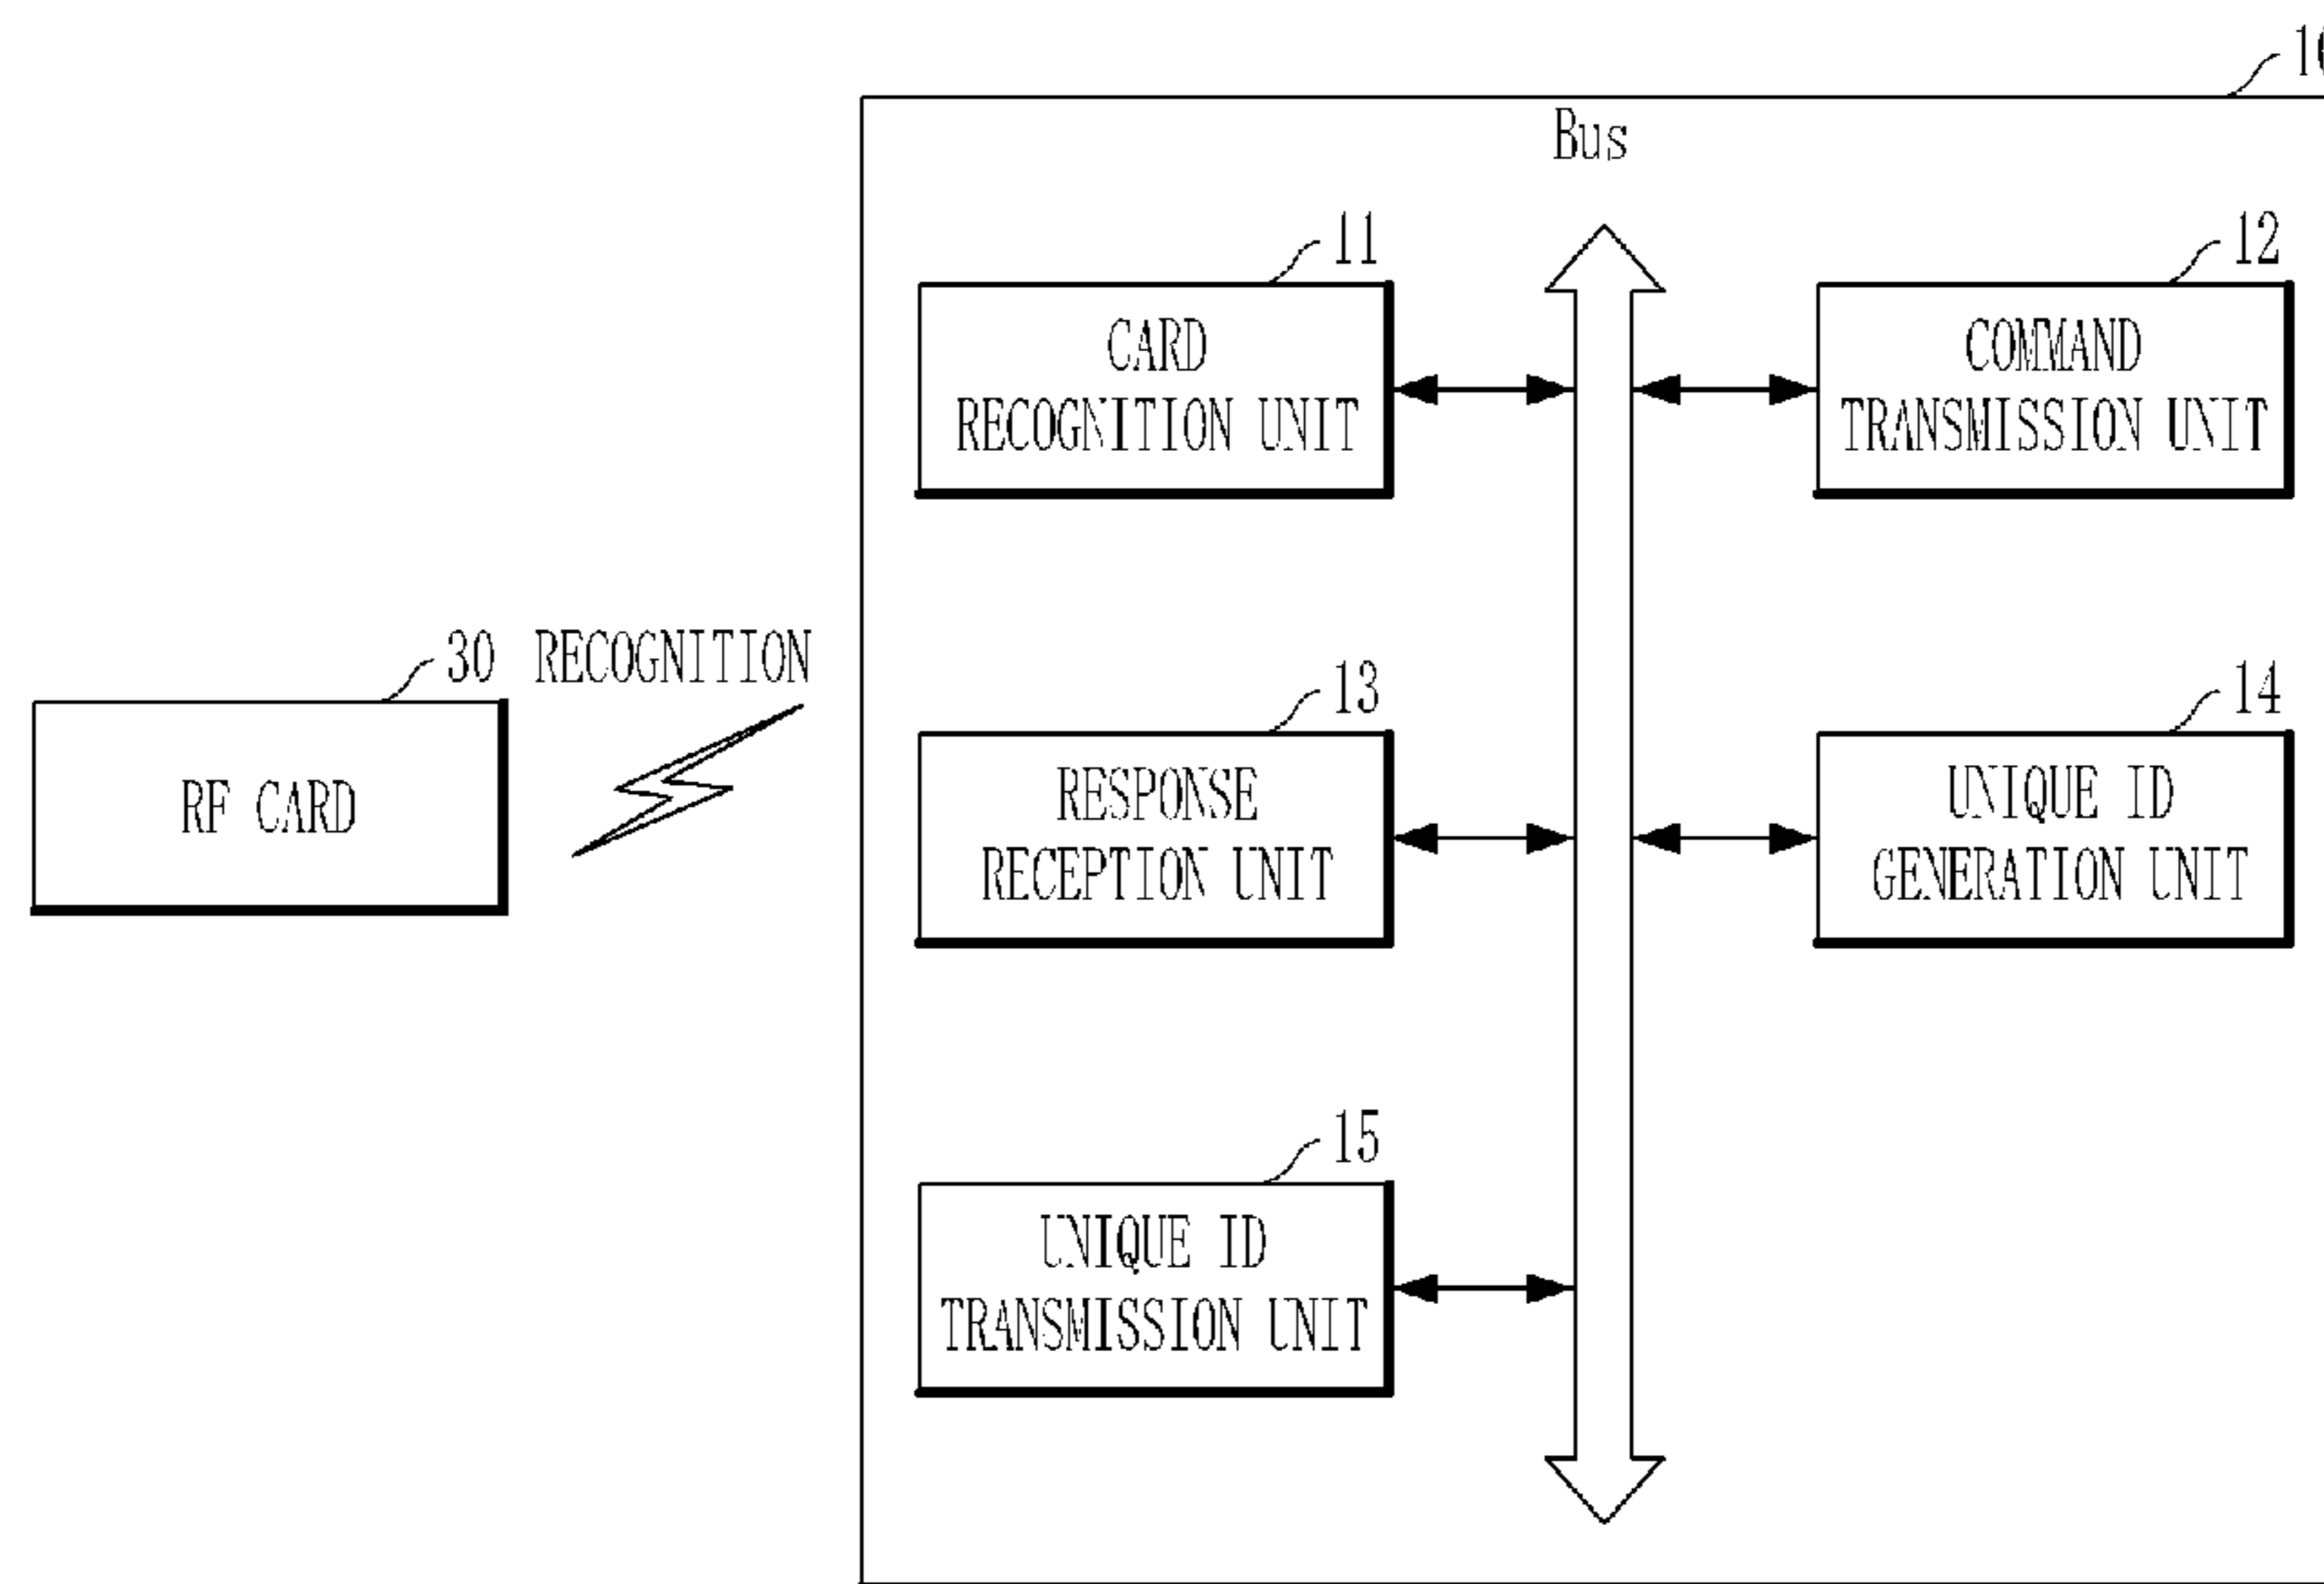 Bus
11
12
CARD
RECOGNITION UNIT
COMMAND
TRANSMISSION UNIT
30 RECOGNITION
RF CARD
13
14
RESPONSE
RECEPTION UNIT
UNIQUE ID
GENERATION UNIT
15
UNIQUE ID
TRANSMISSION UNIT